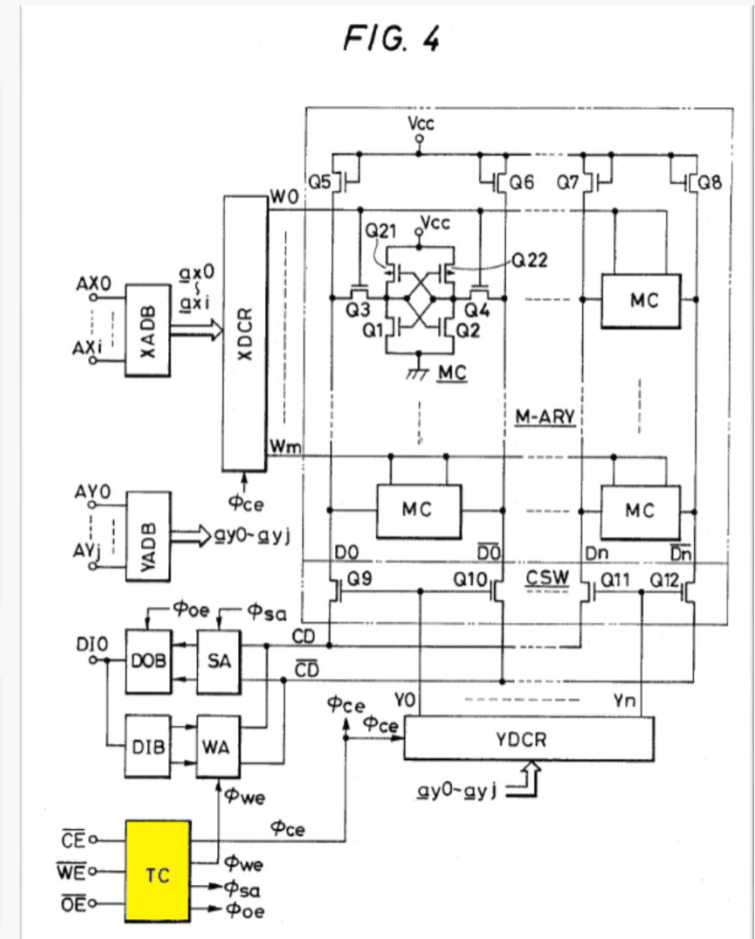 FIG. 4
Vcc
Q5 Q6 Q7 Q8
W0
Vcc
Q21 Q22
AX0
ax0
~
axi
XADB
XDCR
Q3 Q4
MC
AXi
Q1 Q2
MC
M-ARY
Wm
φce
AY0
MC MC
YADB
ay0~ayj
AYj
D0 D̅0̅ Dn D̅n̅
Q9 Q10 CSW Q11 Q12
φoe φsa
DIO
DOB SA
CD
C̅D̅
φce
Y0 Yn
φce
DIB WA
YDCR
φwe
ay0~ayj
φce
C̅E̅
W̅E̅
TC
φwe
φsa
O̅E̅
φoe